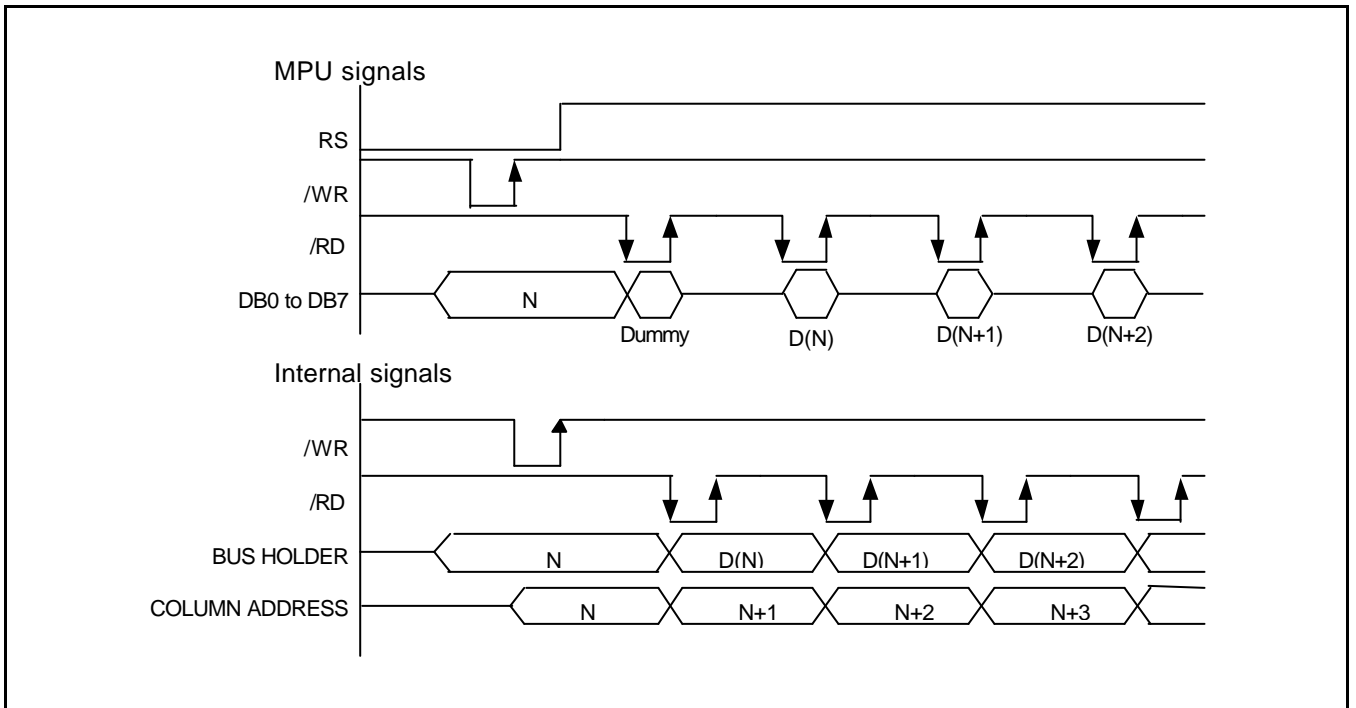 MPU signals
RS
/WR
/RD
DB0 to DB7
N
Dummy
D(N)
D(N+1)
D(N+2)
Internal signals
/WR
/RD
BUS HOLDER
N
D(N)
D(N+1)
D(N+2)
COLUMN ADDRESS
N
N+1
N+2
N+3